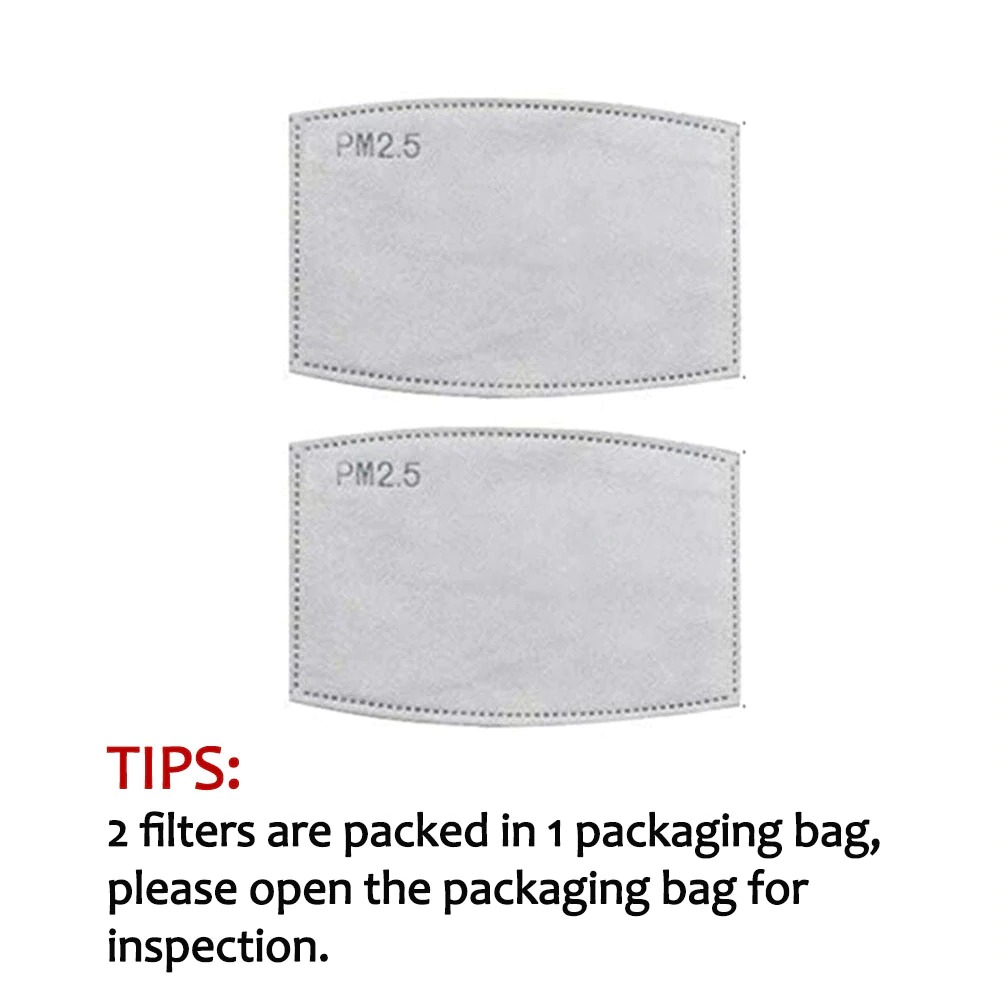 PM2.5
PM2.5
TIPS:
2 filters are packed in 1 packaging bag,
please open the packaging bag for
inspection.